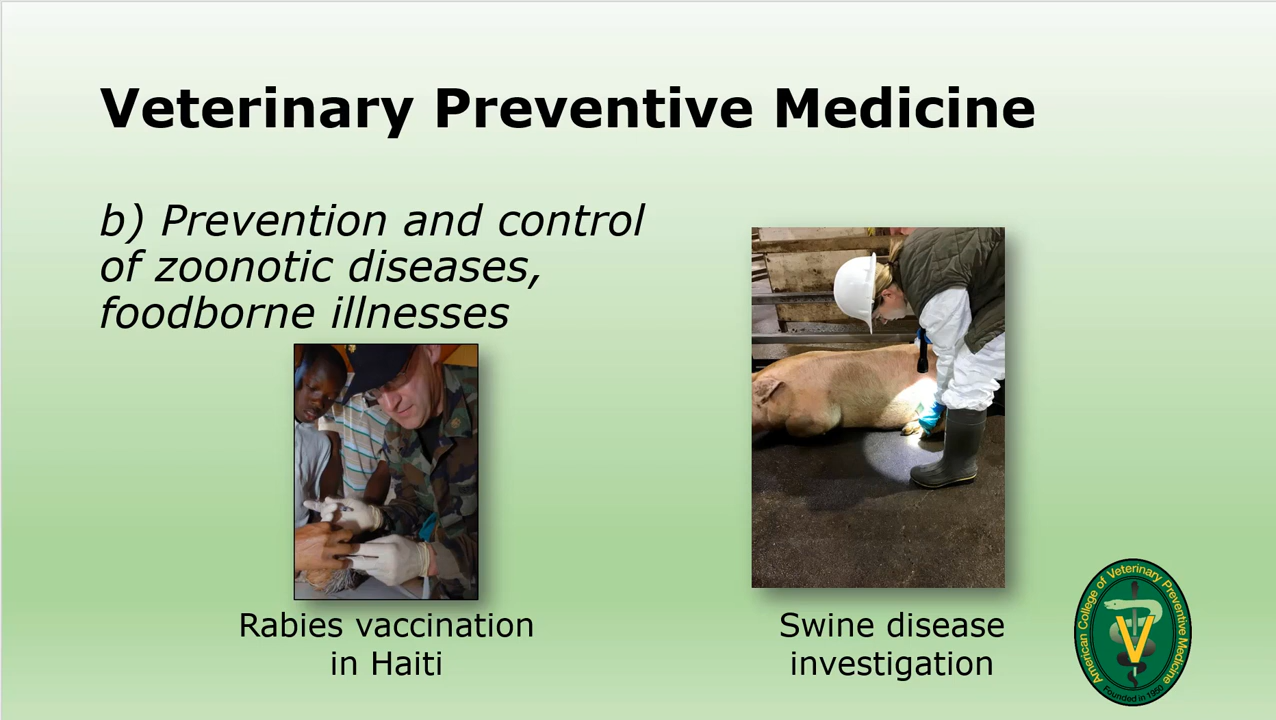 Veterinary Preventive Medicine
b) Prevention and control
of zoonotic diseases,
foodborne illnesses
Rabies vaccination
in Haiti
Swine disease
investigation
American College of Veterinary Preventive Medicine
V
Founded in 1950